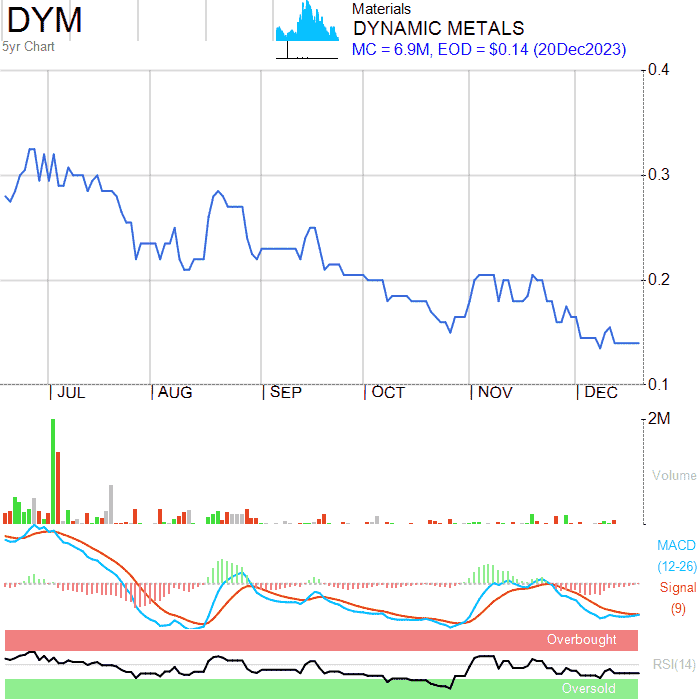 DYM
5yr Chart
Materials
DYNAMIC METALS
MC = 6.9M, EOD = $0.14 (20Dec2023)
0.4
0.3
0.2
0.1
JUL AUG SEP OCT NOV DEC
2M
Volume
MACD
(12-26)
Signal
(9)
Overbought
RSI(14)
Oversold